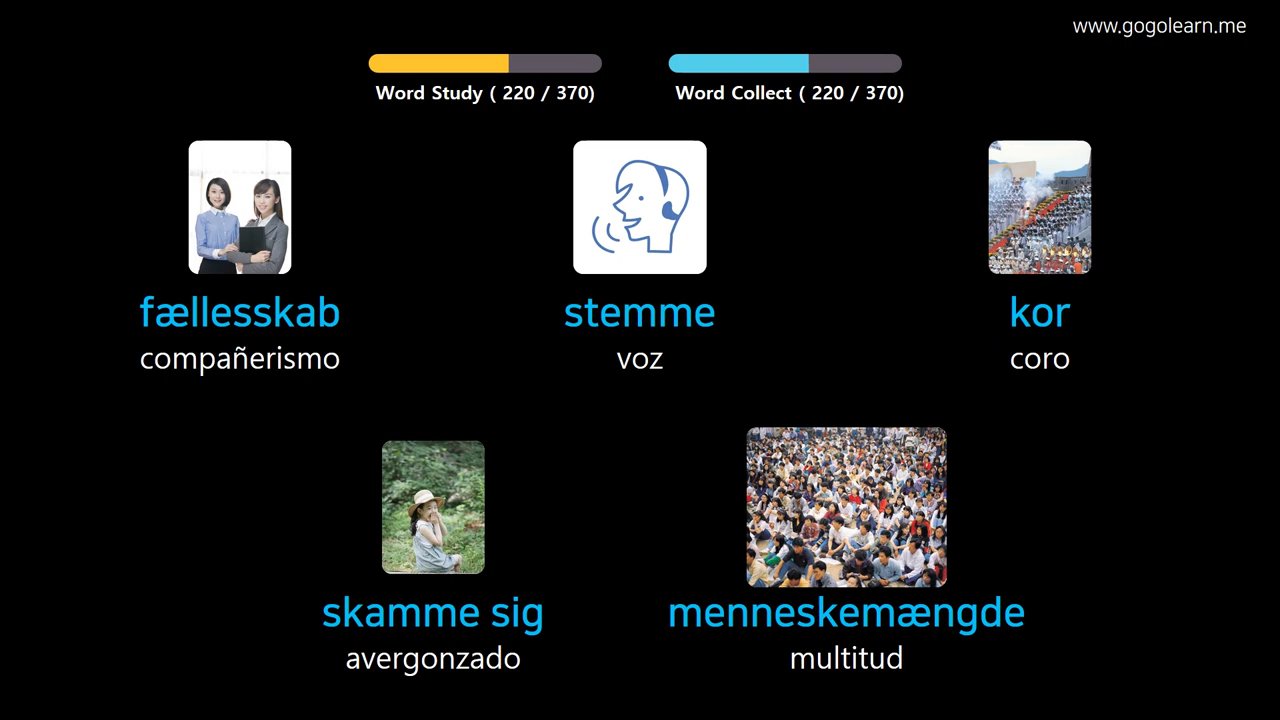 www.gogolearn.me
Word Study ( 220 / 370)
Word Collect ( 220 / 370)
fællesskab
compañerismo
stemme
voz
kor
coro
skamme sig
avergonzado
menneskemængde
multitud